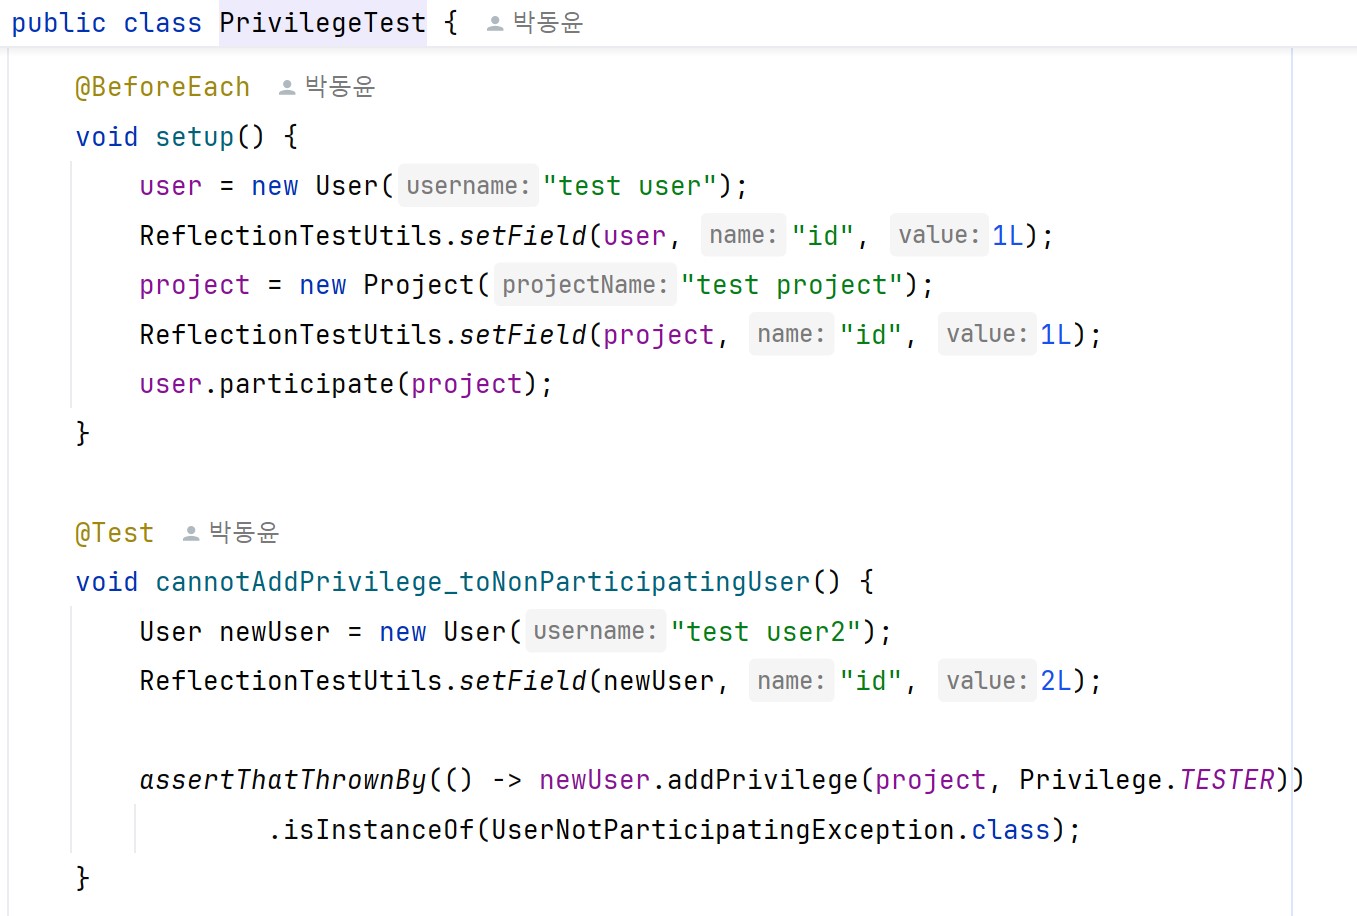 public class PrivilegeTest { 박동윤
@BeforeEach 박동윤
void setup() {
user = new User( username: "test user");
ReflectionTestUtils.setField(user, name: "id", value: 1L);
project = new Project( projectName: "test project");
ReflectionTestUtils.setField(project, name: "id", value: 1L);
user.participate(project);
}
@Test 박동윤
void cannotAddPrivilege_toNonParticipatingUser() {
User newUser = new User( username: "test user2");
ReflectionTestUtils.setField(newUser, name: "id", value: 2L);
assertThatThrownBy(() -> newUser.addPrivilege(project, Privilege.TESTER))
.isInstanceOf(UserNotParticipatingException.class);
}